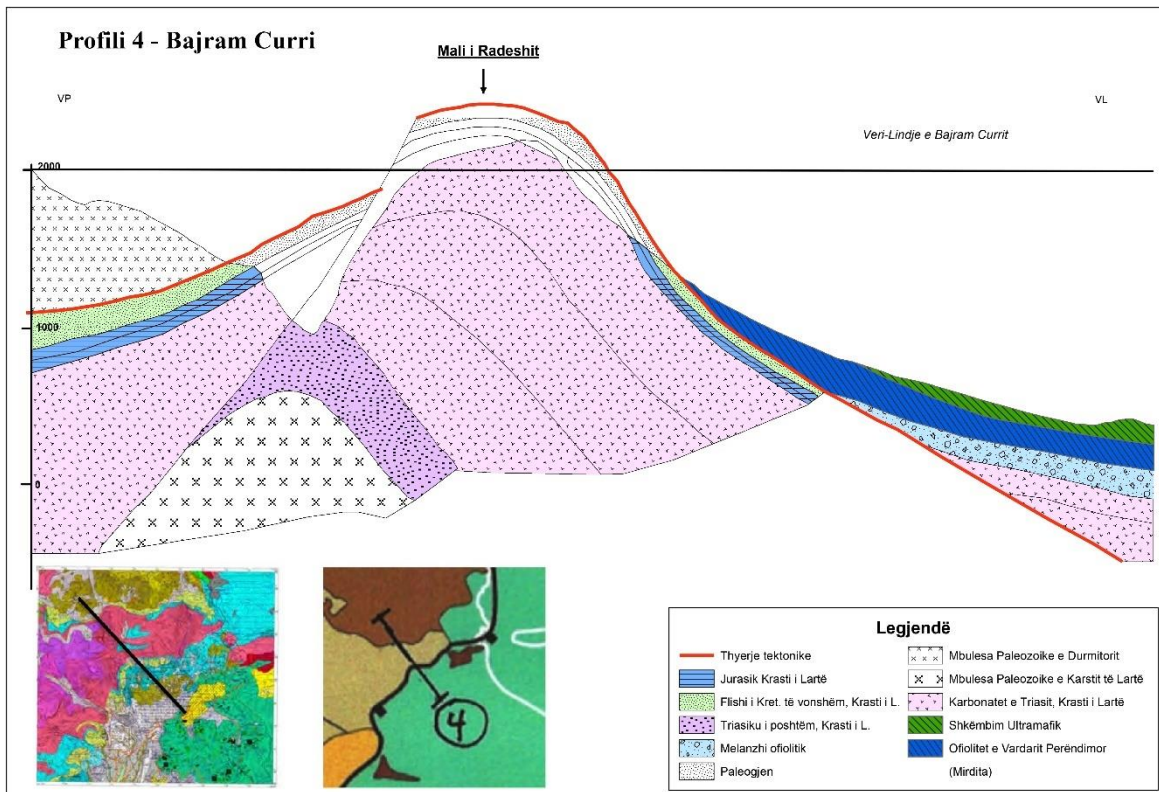 Profili 4 - Bajram Curri
Mali i Radeshit
VP
VL
Veri-Lindje e Bajram Currit
2000
1000
0
4
Legjendë
Thyerje tektonike
Jurasik Krasti i Lartë
Flishi i Kret. të vonshëm, Krasti i L.
Triasiku i poshtëm, Krasti i L.
Melanzhi ofiolitik
Paleogjen
Mbulesa Paleozoike e Durmitorit
Mbulesa Paleozoike e Karstit të Lartë
Karbonatet e Triasit, Krasti i Lartë
Shkëmbim Ultramafik
Ofiolitet e Vardarit Perëndimor
(Mirdita)